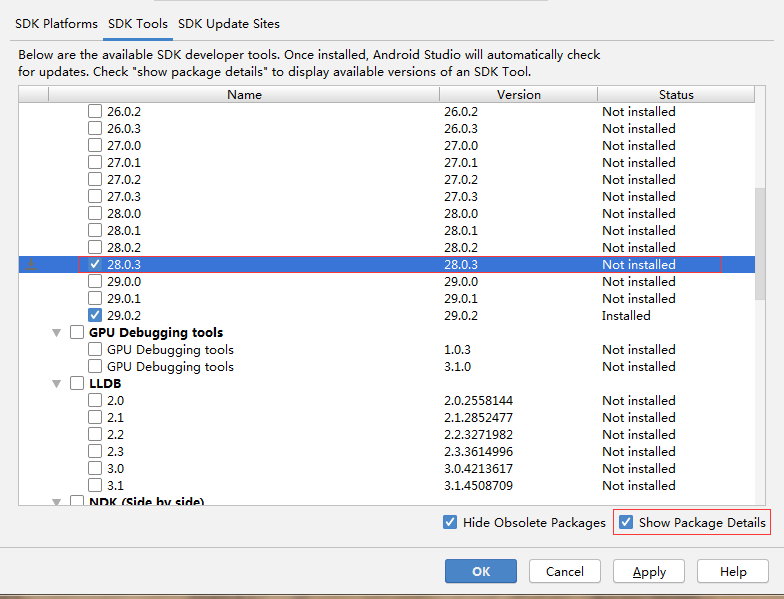 SDK Platforms SDK Tools SDK Update Sites
Below are the available SDK developer tools. Once installed, Android Studio will automatically check
for updates. Check "show package details" to display available versions of an SDK Tool.
Name Version Status
26.0.2 26.0.2 Not installed
26.0.3 26.0.3 Not installed
27.0.0 27.0.0 Not installed
27.0.1 27.0.1 Not installed
27.0.2 27.0.2 Not installed
27.0.3 27.0.3 Not installed
28.0.0 28.0.0 Not installed
28.0.1 28.0.1 Not installed
28.0.2 28.0.2 Not installed
28.0.3 28.0.3 Not installed
29.0.0 29.0.0 Not installed
29.0.1 29.0.1 Not installed
29.0.2 29.0.2 Installed
GPU Debugging tools
GPU Debugging tools 1.0.3 Not installed
GPU Debugging tools 3.1.0 Not installed
LLDB
2.0 2.0.2558144 Not installed
2.1 2.1.2852477 Not installed
2.2 2.2.3271982 Not installed
2.3 2.3.3614996 Not installed
3.0 3.0.4213617 Not installed
3.1 3.1.4508709 Not installed
NDK (Side by side)
Hide Obsolete Packages Show Package Details
OK Cancel Apply Help